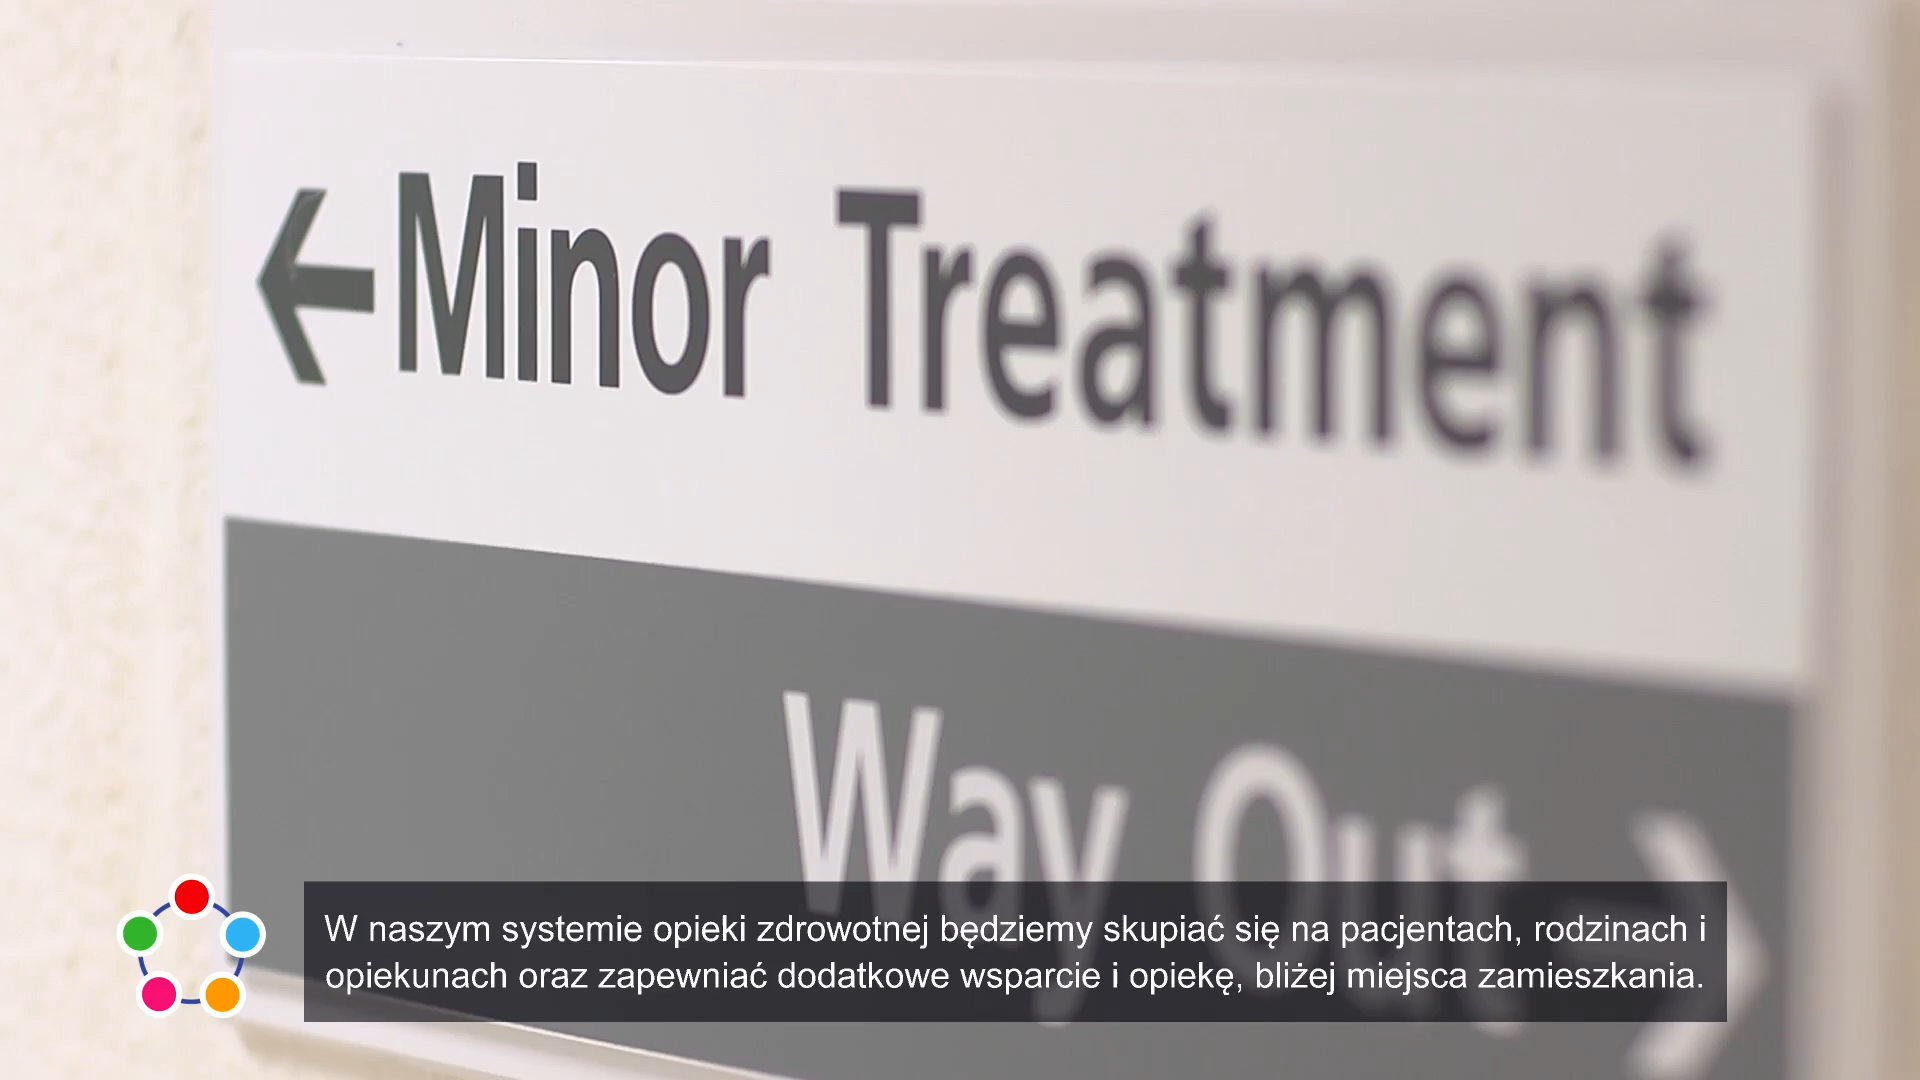 ←Minor Treatment
Way Out →
W naszym systemie opieki zdrowotnej będziemy skupiać się na pacjentach, rodzinach i
opiekunach oraz zapewniać dodatkowe wsparcie i opiekę, bliżej miejsca zamieszkania.